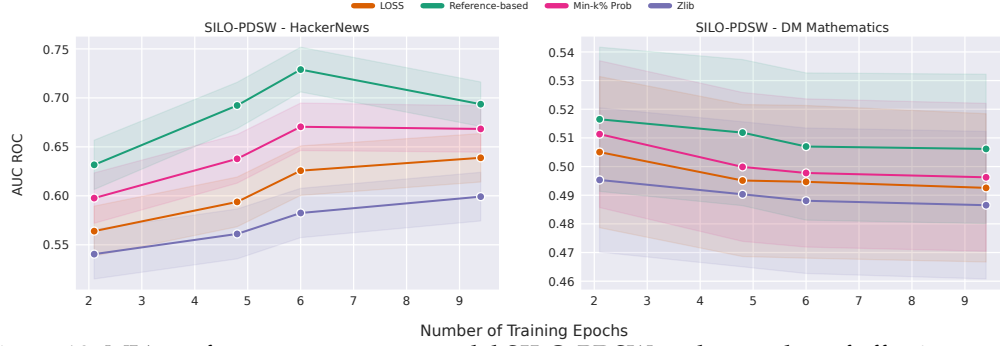 LOSS Reference-based Min-k% Prob Zlib
SILO-PDSW - HackerNews
SILO-PDSW - DM Mathematics
AUC ROC
0.75
0.70
0.65
0.60
0.55
2 3 4 5 6 7 8 9
0.54
0.53
0.52
0.51
0.50
0.49
0.48
0.47
0.46
2 3 4 5 6 7 8 9
Number of Training Epochs